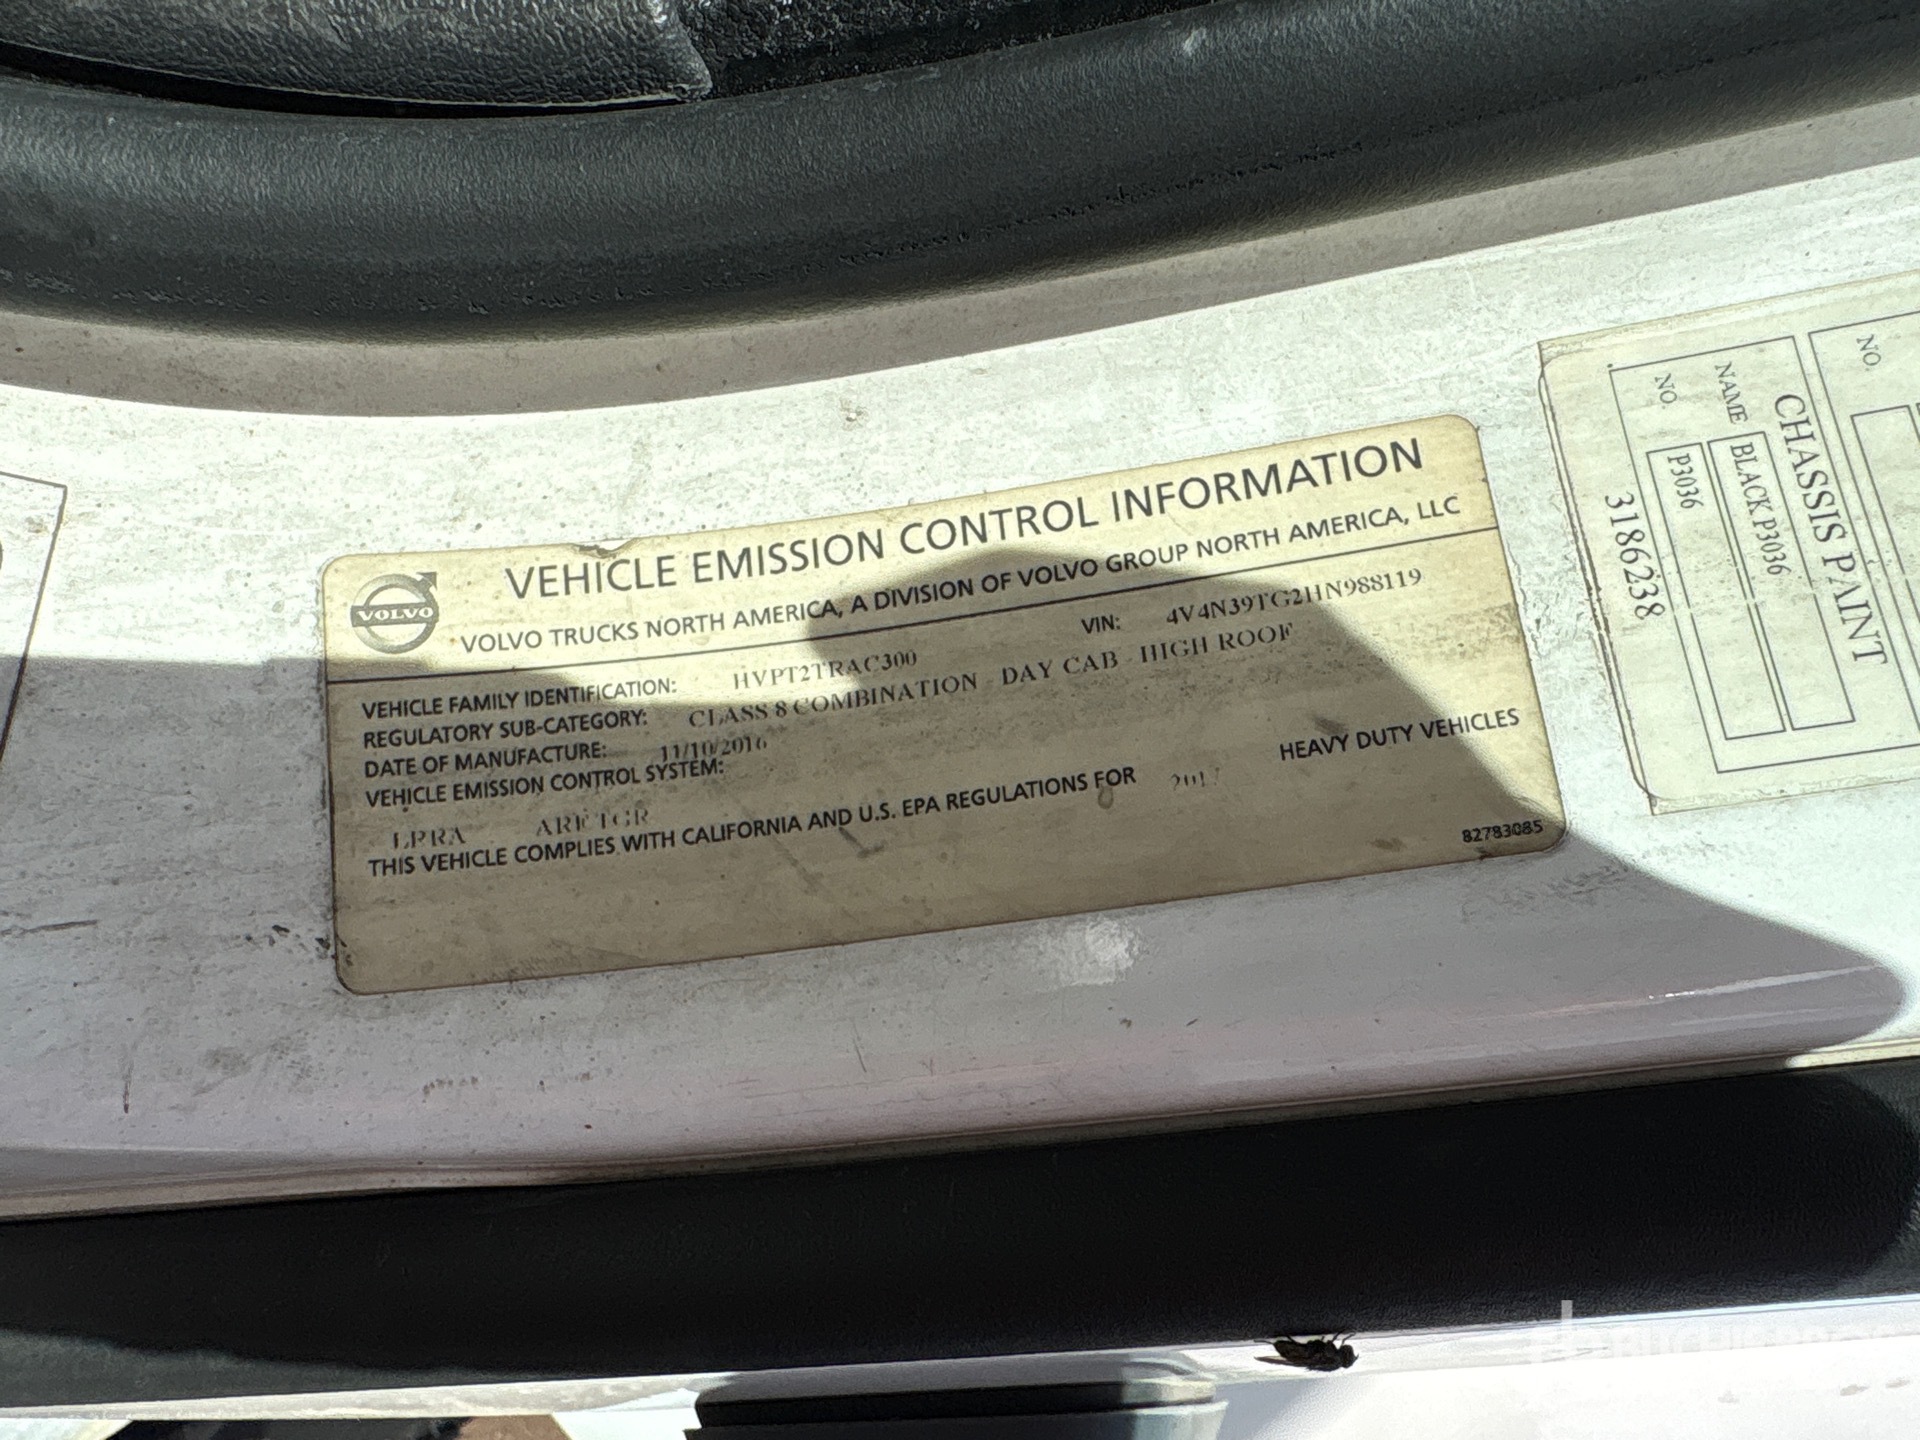 VOLVO
VEHICLE EMISSION CONTROL INFORMATION
VOLVO TRUCKS NORTH AMERICA, A DIVISION OF VOLVO GROUP NORTH AMERICA, LLC
VEHICLE FAMILY IDENTIFICATION: HVPT2TRAC300 VIN: 4V4N39TG2HN988119
REGULATORY SUB-CATEGORY: CLASS 8 COMBINATION DAY CAB HIGH ROOF
DATE OF MANUFACTURE: 11/10/2016
VEHICLE EMISSION CONTROL SYSTEM:
LPRA ARFTGR
THIS VEHICLE COMPLIES WITH CALIFORNIA AND U.S. EPA REGULATIONS FOR 2017 HEAVY DUTY VEHICLES
82783085
NO.
CHASSIS PAINT
NAME BLACK P3036
NO. P3036
3186238